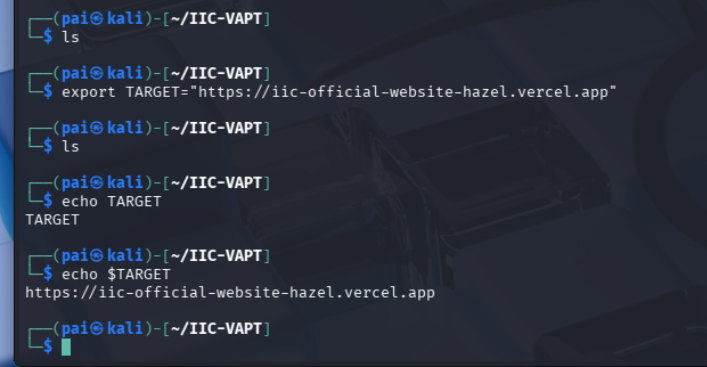 ┌──(pai㉿kali)-[~/IIC-VAPT]
└─$ ls
┌──(pai㉿kali)-[~/IIC-VAPT]
└─$ export TARGET="https://iic-official-website-hazel.vercel.app"
┌──(pai㉿kali)-[~/IIC-VAPT]
└─$ ls
┌──(pai㉿kali)-[~/IIC-VAPT]
└─$ echo TARGET
TARGET
┌──(pai㉿kali)-[~/IIC-VAPT]
└─$ echo $TARGET
https://iic-official-website-hazel.vercel.app
┌──(pai㉿kali)-[~/IIC-VAPT]
└─$